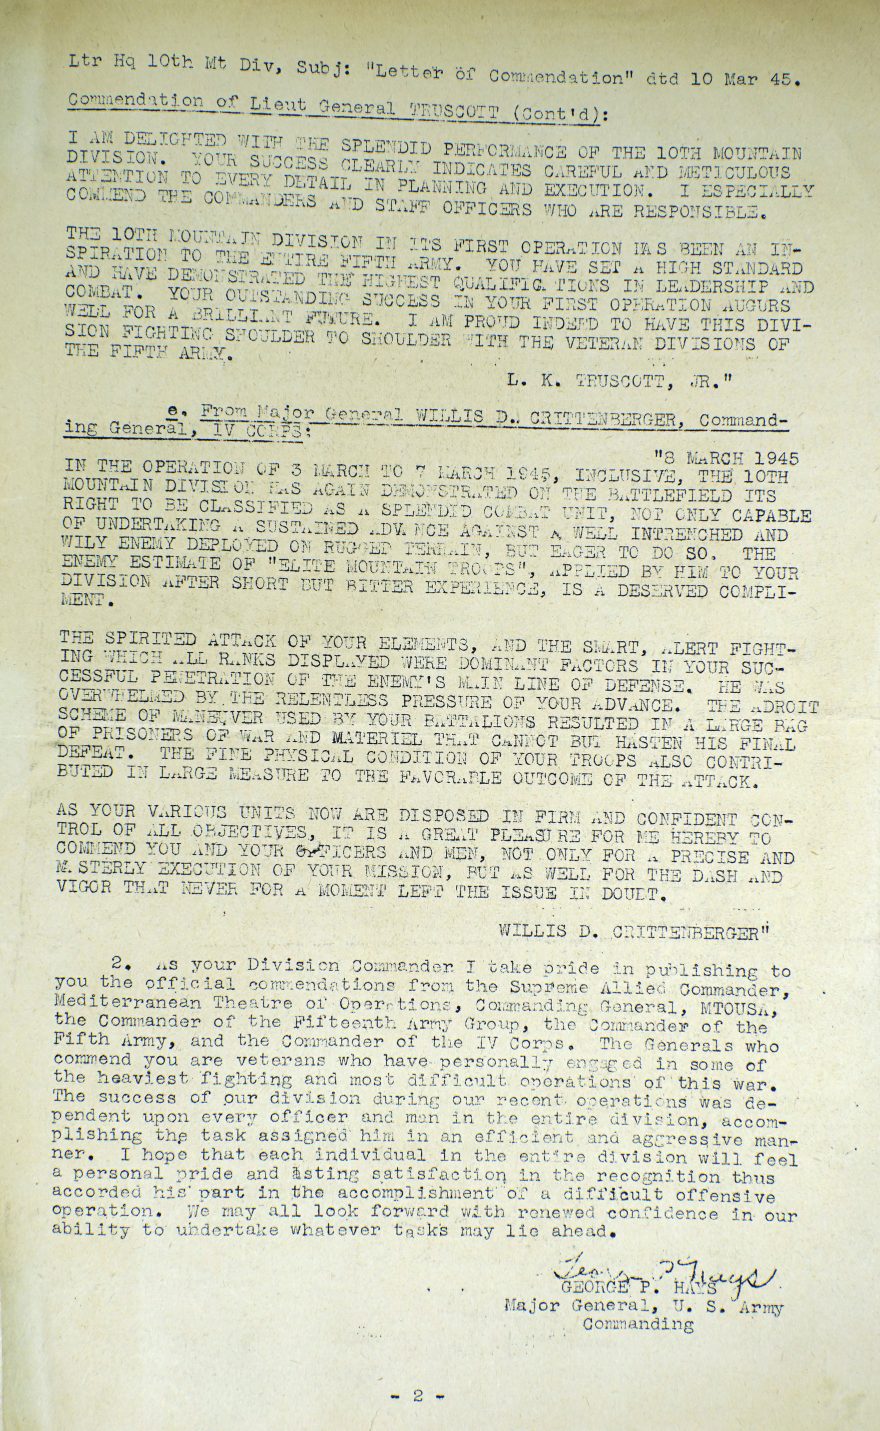 Ltr Hq 10th Mt Div, Subj: "Letter of Commendation" dtd 10 Mar 45.
Commendation of Lieut General TRUSCOTT (Cont'd):
I AM DELIGHTED WITH THE SPLENDID PERFORMANCE OF THE 10TH MOUNTAIN
DIVISION. YOUR SUCCESS CLEARLY INDICATES CAREFUL AND METICULOUS
ATTENTION TO EVERY DETAIL IN PLANNING AND EXECUTION. I ESPECIALLY
COMMEND THE COMMANDERS AND STAFF OFFICERS WHO ARE RESPONSIBLE.
THE 10TH MOUNTAIN DIVISION IN ITS FIRST OPERATION HAS BEEN AN IN-
SPIRATION TO THE ENTIRE FIFTH ARMY. YOU HAVE SET A HIGH STANDARD
AND HAVE DEMONSTRATED THE HIGHEST QUALIFICATIONS IN LEADERSHIP AND
COMBAT. YOUR OUTSTANDING SUCCESS IN YOUR FIRST OPERATION AUGURS
WELL FOR A BRILLIANT FUTURE. I AM PROUD INDEED TO HAVE THIS DIVI-
SION FIGHTING SHOULDER TO SHOULDER WITH THE VETERAN DIVISIONS OF
THE FIFTH ARMY.
L. K. TRUSCOTT, JR."
e. From Major General WILLIS D. CRITTENBERGER, Command-
ing General, IV CORPS:
"8 MARCH 1945
IN THE OPERATION OF 3 MARCH TO 7 MARCH 1945, INCLUSIVE, THE 10TH
MOUNTAIN DIVISION HAS AGAIN DEMONSTRATED ON THE BATTLEFIELD ITS
RIGHT TO BE CLASSIFIED AS A SPLENDID COMBAT UNIT, NOT ONLY CAPABLE
OF UNDERTAKING A SUSTAINED ADVANCE AGAINST A WELL INTRENCHED AND
WILY ENEMY DEPLOYED ON RUGGED TERRAIN, BUT EAGER TO DO SO. THE
ENEMY ESTIMATE OF "ELITE MOUNTAIN TROOPS", APPLIED BY HIM TO YOUR
DIVISION AFTER SHORT BUT BITTER EXPERIENCE, IS A DESERVED COMPLI-
MENT.
THE SPIRITED ATTACK OF YOUR ELEMENTS, AND THE SMART, ALERT FIGHT-
ING WHICH ALL RANKS DISPLAYED WERE DOMINANT FACTORS IN YOUR SUC-
CESSFUL PENETRATION OF THE ENEMY'S MAIN LINE OF DEFENSE. HE WAS
OVERWHELMED BY THE RELENTLESS PRESSURE OF YOUR ADVANCE. THE ADROIT
SCHEME OF MANEUVER USED BY YOUR BATTALIONS RESULTED IN A LARGE BAG
OF PRISONERS OF WAR AND MATERIEL THAT CANNOT BUT HASTEN HIS FINAL
DEFEAT. THE FINE PHYSICAL CONDITION OF YOUR TROOPS ALSO CONTRI-
BUTED IN LARGE MEASURE TO THE FAVORABLE OUTCOME OF THE ATTACK.
AS YOUR VARIOUS UNITS NOW ARE DISPOSED IN FIRM AND CONFIDENT CON-
TROL OF ALL OBJECTIVES, IT IS A GREAT PLEASURE FOR ME HEREBY TO
COMMEND YOU AND YOUR OFFICERS AND MEN, NOT ONLY FOR A PRECISE AND
MASTERLY EXECUTION OF YOUR MISSION, BUT AS WELL FOR THE DASH AND
VIGOR THAT NEVER FOR A MOMENT LEFT THE ISSUE IN DOUBT.
WILLIS D. CRITTENBERGER"
2. As your Division Commander I take pride in publishing to
you the official commendations from the Supreme Allied Commander,
Mediterranean Theatre of Operations, Commanding General, MTOUSA,
the Commander of the Fifteenth Army Group, the Commander of the
Fifth Army, and the Commander of the IV Corps. The Generals who
commend you are veterans who have personally engaged in some of
the heaviest fighting and most difficult operations of this war.
The success of our division during our recent operations was de-
pendent upon every officer and man in the entire division, accom-
plishing the task assigned him in an efficient and aggressive man-
ner. I hope that each individual in the entire division will feel
a personal pride and lasting satisfaction in the recognition thus
accorded his part in the accomplishment of a difficult offensive
operation. We may all look forward with renewed confidence in our
ability to undertake whatever tasks may lie ahead.
George P Hays
GEORGE P. HAYS
Major General, U. S. Army
Commanding
- 2 -